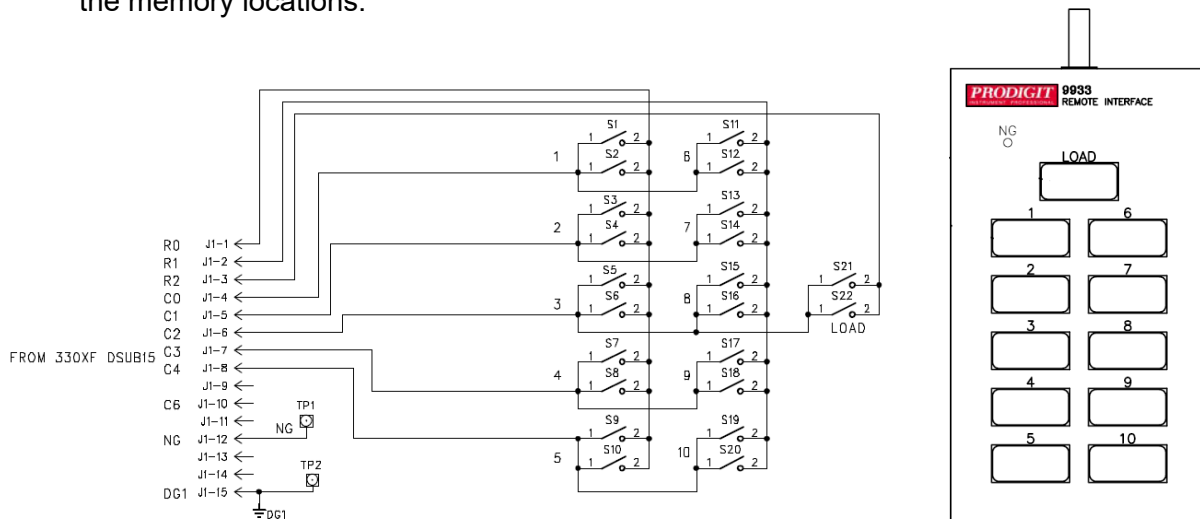 the memory locations.
PRODIGIT
INSTRUMENT PROFESSIONAL
9933
REMOTE INTERFACE
NG
LOAD
1 6
2 7
3 8
4 9
5 10
FROM 330XF DSUB15
R0 J1-1
R1 J1-2
R2 J1-3
C0 J1-4
C1 J1-5
C2 J1-6
C3 J1-7
C4 J1-8
J1-9
C6 J1-10
J1-11
NG J1-12
J1-13
J1-14
DG1 J1-15
DG1
TP1
NG
TP2
S1 S11
1 2 1 2
1 S2 6 S12
1 2 1 2
S3 S13
1 2 1 2
2 S4 7 S14
1 2 1 2
S5 S15 S21
1 2 1 2 1 2
3 S6 8 S16 S22
1 2 1 2 1 2
LOAD
S7 S17
1 2 1 2
4 S8 9 S18
1 2 1 2
S9 S19
1 2 1 2
5 S10 10 S20
1 2 1 2